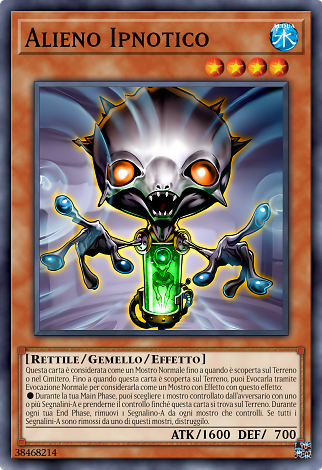 Alieno Ipnotico
ACQUA
水
[RETTILE/GEMELLO/EFFETTO]
Questa carta è considerata come un Mostro Normale fino a quando è scoperta sul Terreno
o nel Cimitero. Fino a quando questa carta è scoperta sul Terreno, puoi Evocarla tramite
Evocazione Normale per considerarla come un Mostro con Effetto con questo effetto:
●Durante la tua Main Phase, puoi scegliere 1 mostro controllato dall'avversario con uno
o più Segnalini-A e prenderne il controllo finché questa carta si trova sul Terreno. Durante
ogni tua End Phase, rimuovi 1 Segnalino-A da ogni mostro che controlli. Se tutti i
Segnalini-A sono rimossi da uno di questi mostri, distruggilo.
ATK/1600 DEF/ 700
38468214